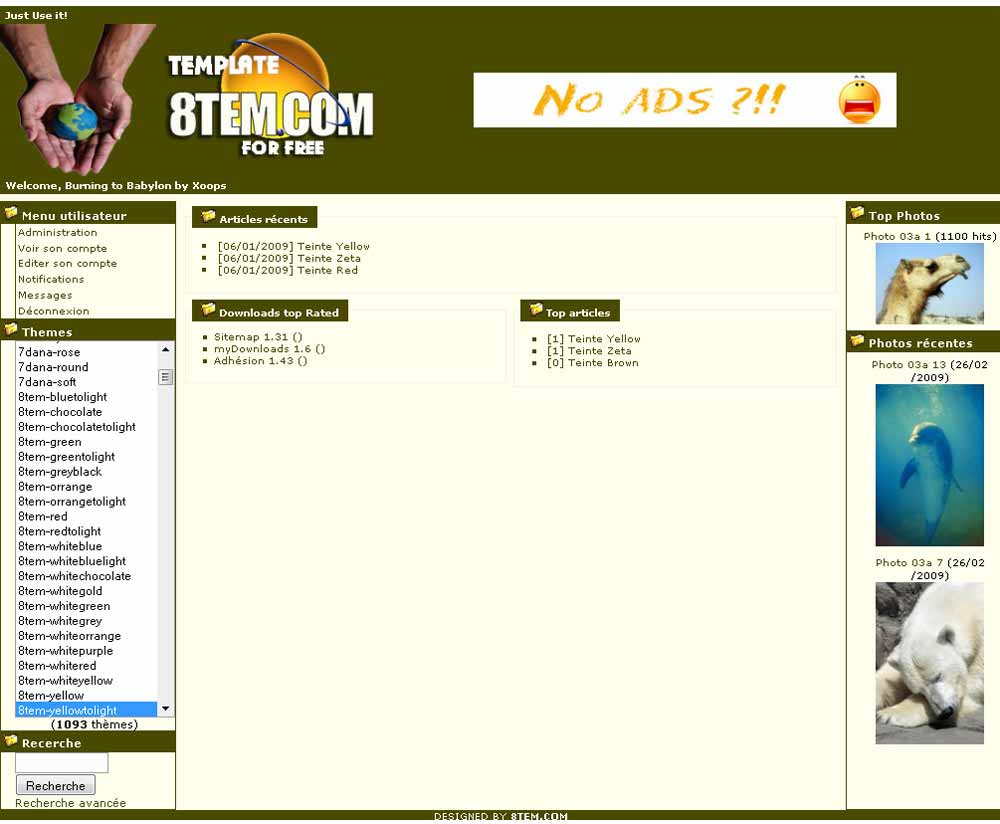 Just Use it!
TEMPLATE
8TEM.COM
FOR FREE
NO ADS ?!!
Welcome, Burning to Babylon by Xoops
Menu utilisateur
Administration
Voir son compte
Editer son compte
Notifications
Messages
Déconnexion
Themes
7dana-rose
7dana-round
7dana-soft
8tem-bluetolight
8tem-chocolate
8tem-chocolatetolight
8tem-green
8tem-greentolight
8tem-greyblack
8tem-orrange
8tem-orrangetolight
8tem-red
8tem-redtolight
8tem-whiteblue
8tem-whitebluelight
8tem-whitechocolate
8tem-whitegold
8tem-whitegreen
8tem-whitegrey
8tem-whiteorrange
8tem-whitepurple
8tem-whitered
8tem-whiteyellow
8tem-yellow
8tem-yellowtolight
(1093 thèmes)
Recerche
Recherche
Recherche avancée
Articles récents
[06/01/2009] Teinte Yellow
[06/01/2009] Teinte Zeta
[06/01/2009] Teinte Red
Downloads top Rated
Sitemap 1.31 ()
myDownloads 1.6 ()
Adhésion 1.43 ()
Top articles
[1] Teinte Yellow
[1] Teinte Zeta
[0] Teinte Brown
Top Photos
Photo 03a 1 (1100 hits)
Photos récentes
Photo 03a 13 (26/02
/2009)
Photo 03a 7 (26/02
/2009)
DESIGNED BY 8TEM.COM